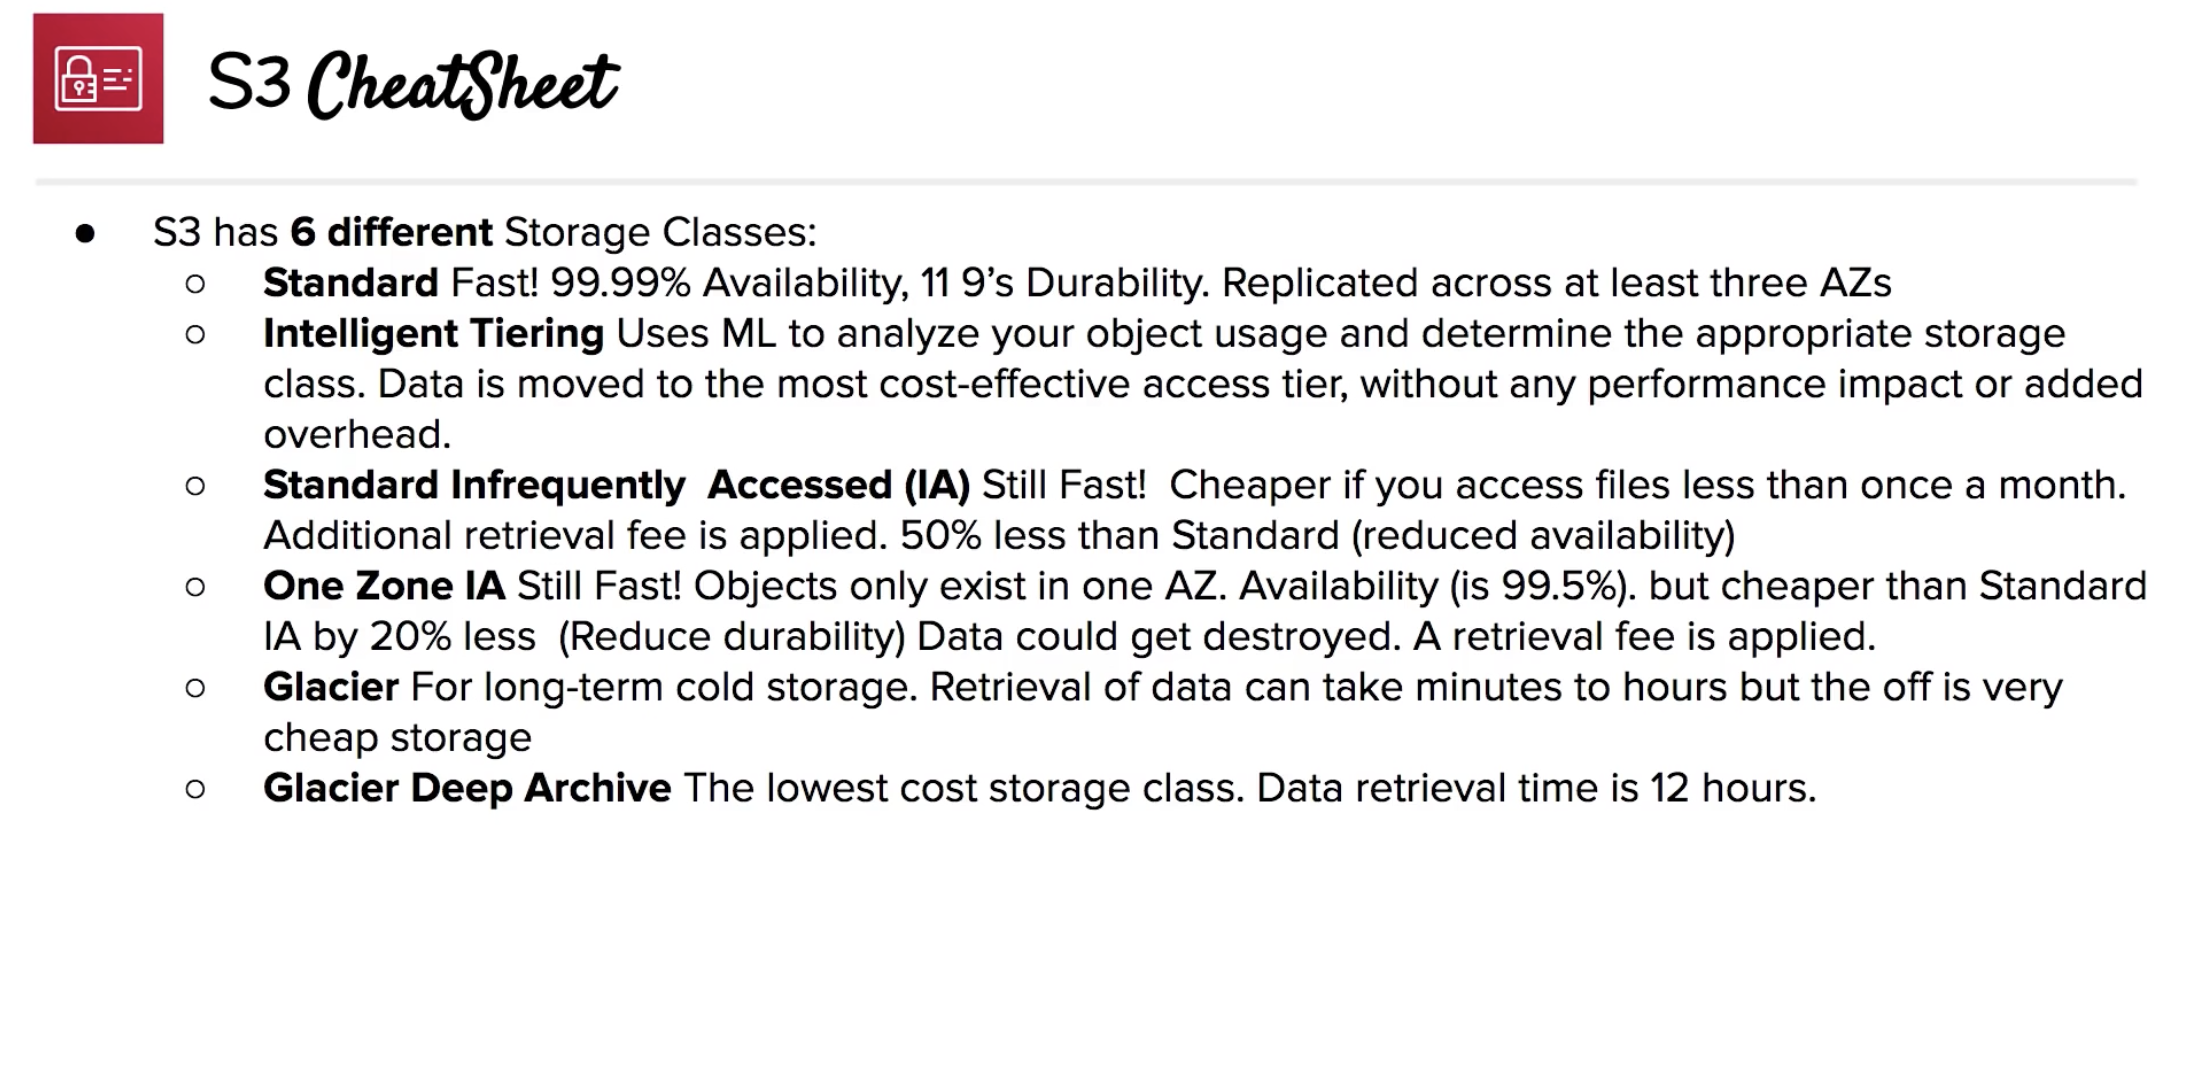 S3 CheatSheet
● S3 has 6 different Storage Classes:
○ Standard Fast! 99.99% Availability, 11 9’s Durability. Replicated across at least three AZs
○ Intelligent Tiering Uses ML to analyze your object usage and determine the appropriate storage
class. Data is moved to the most cost-effective access tier, without any performance impact or added
overhead.
○ Standard Infrequently  Accessed (IA) Still Fast!  Cheaper if you access files less than once a month.
Additional retrieval fee is applied. 50% less than Standard (reduced availability)
○ One Zone IA Still Fast! Objects only exist in one AZ. Availability (is 99.5%). but cheaper than Standard
IA by 20% less  (Reduce durability) Data could get destroyed. A retrieval fee is applied.
○ Glacier For long-term cold storage. Retrieval of data can take minutes to hours but the off is very
cheap storage
○ Glacier Deep Archive The lowest cost storage class. Data retrieval time is 12 hours.